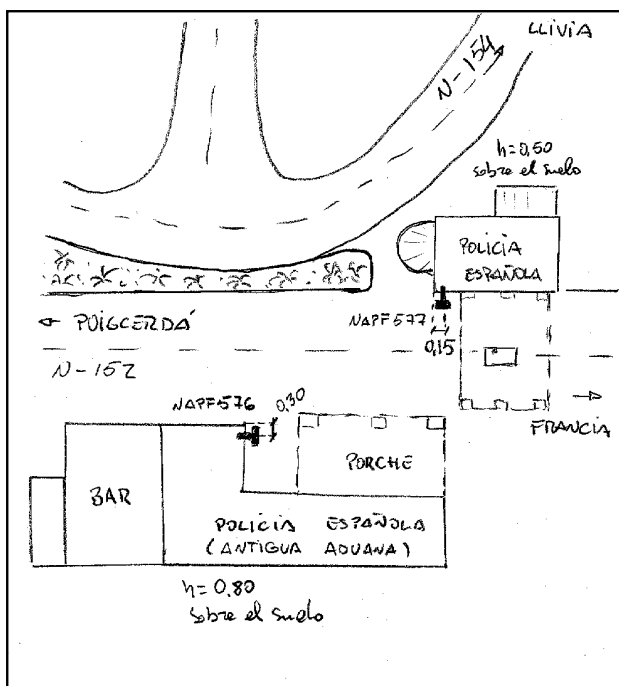 LLIVIA
N-154
h=0,50
sobre el suelo
POLICIA
ESPAÑOLA
← PUIGCERDÁ
NAPF577
0,15
N-152
NAPF576
0,30
FRANCIA
PORCHE
BAR
POLICIA ESPAÑOLA
(ANTIGUA ADUANA)
h=0,80
sobre el suelo